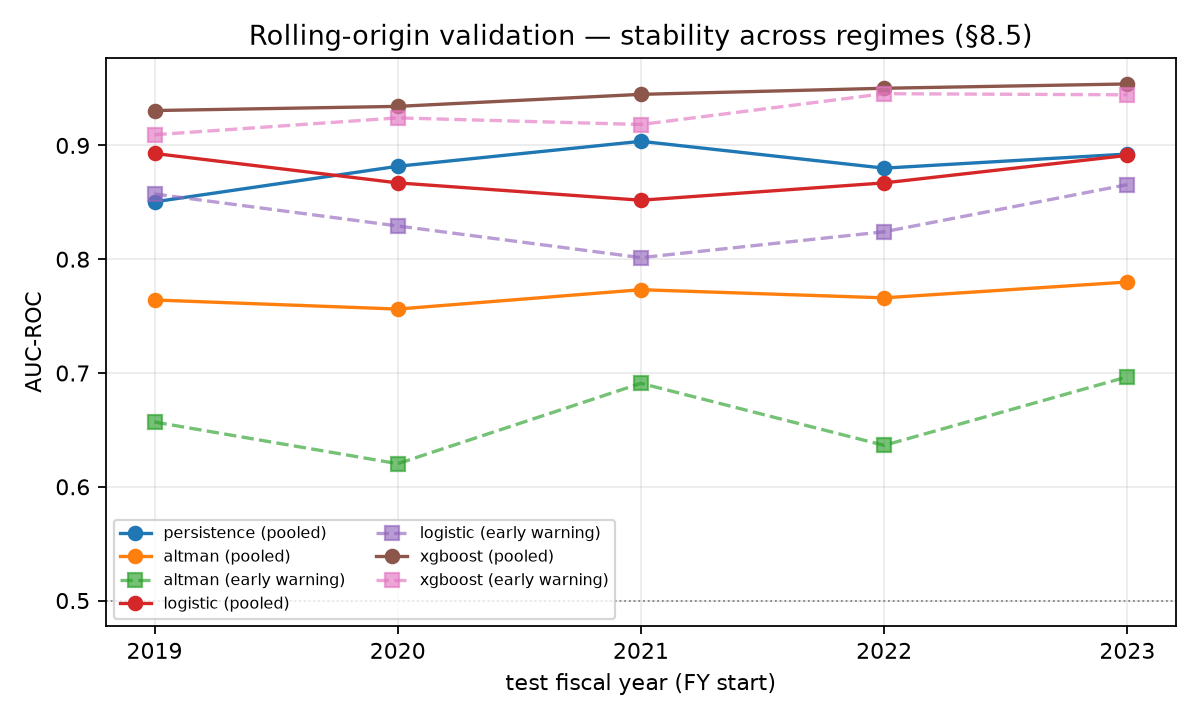 Rolling-origin validation — stability across regimes (§8.5)
AUC-ROC
0.9
0.8
0.7
0.6
0.5
persistence (pooled)
altman (pooled)
altman (early warning)
logistic (pooled)
logistic (early warning)
xgboost (pooled)
xgboost (early warning)
2019 2020 2021 2022 2023
test fiscal year (FY start)